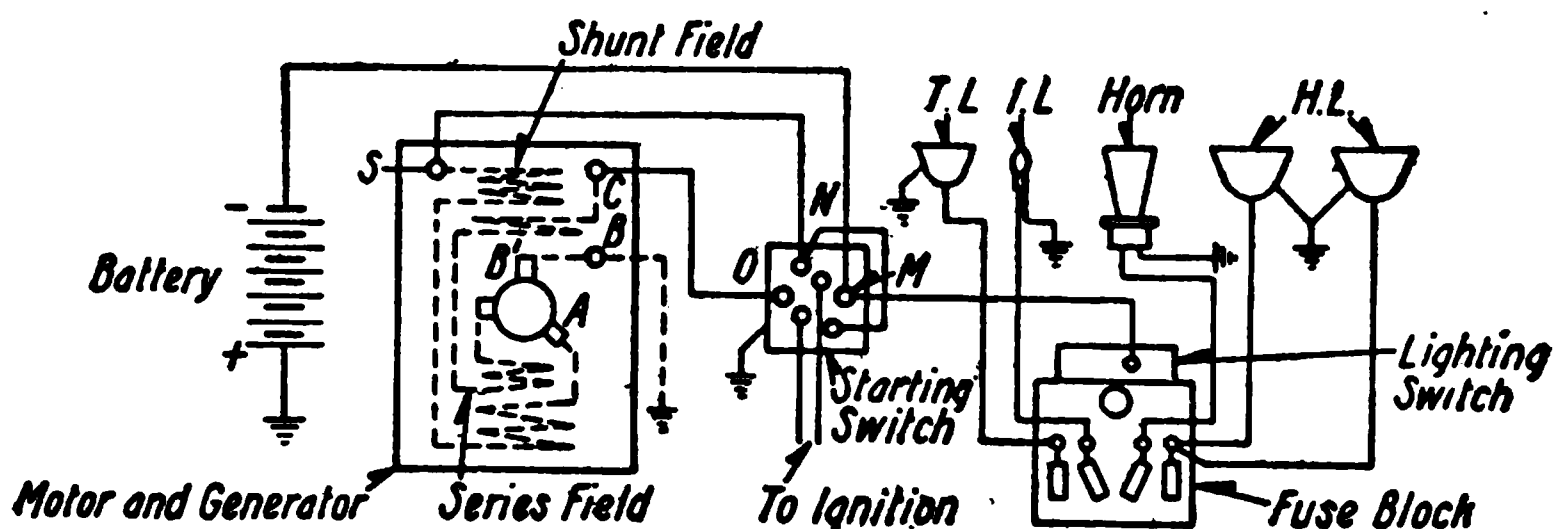 Shunt Field
T.L
I.L
Horn
H.L.
S
C
N
B
B'
O
M
A
-
Battery
+
Lighting
Switch
Starting
Switch
Motor and Generator
Series Field
To Ignition
Fuse Block